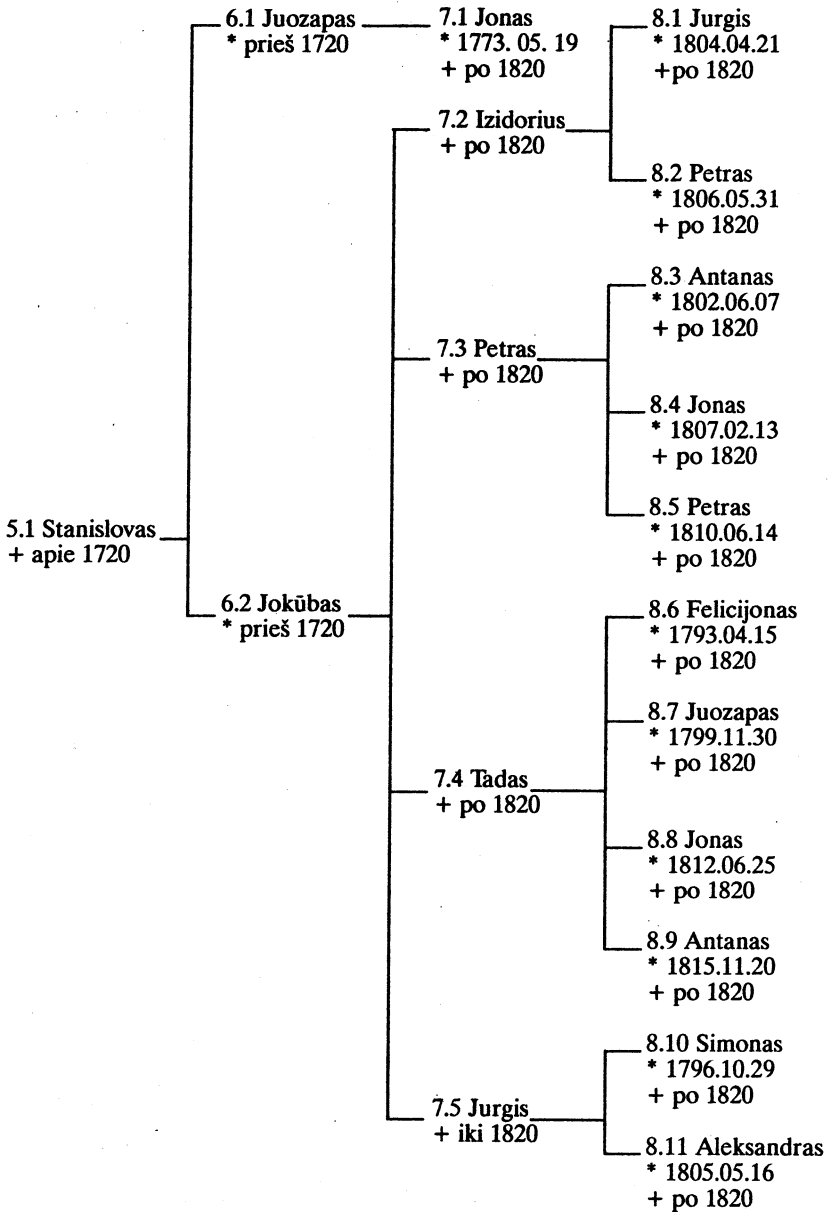 5.1 Stanislovas
+ apie 1720
6.1 Juozapas
* prieš 1720
6.2 Jokūbas
* prieš 1720
7.1 Jonas
* 1773. 05. 19
+ po 1820
7.2 Izidorius
+ po 1820
7.3 Petras
+ po 1820
7.4 Tadas
+ po 1820
7.5 Jurgis
+ iki 1820
8.1 Jurgis
* 1804.04.21
+po 1820
8.2 Petras
* 1806.05.31
+ po 1820
8.3 Antanas
* 1802.06.07
+ po 1820
8.4 Jonas
* 1807.02.13
+ po 1820
8.5 Petras
* 1810.06.14
+ po 1820
8.6 Felicijonas
* 1793.04.15
+ po 1820
8.7 Juozapas
* 1799.11.30
+ po 1820
8.8 Jonas
* 1812.06.25
+ po 1820
8.9 Antanas
* 1815.11.20
+ po 1820
8.10 Simonas
* 1796.10.29
+ po 1820
8.11 Aleksandras
* 1805.05.16
+ po 1820